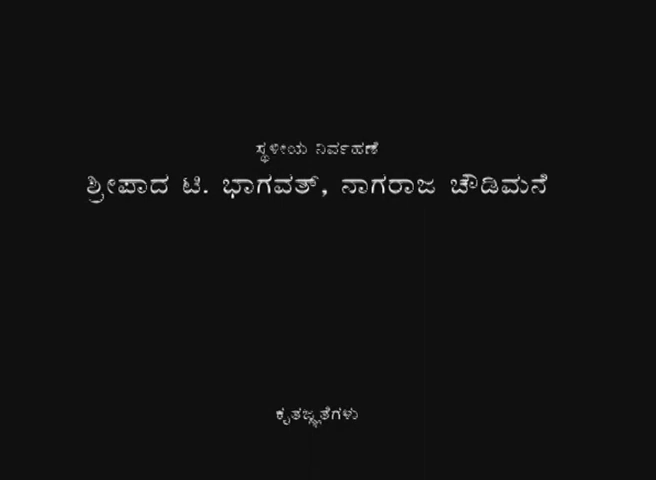 ಸ್ಥಳೀಯ ನಿರ್ವಹಣೆ
ಶ್ರೀಪಾದ ಟಿ. ಭಾಗವತ್, ನಾಗರಾಜ ಚೌಡಿಮನೆ
ಕೃತಜ್ಞತೆಗಳು